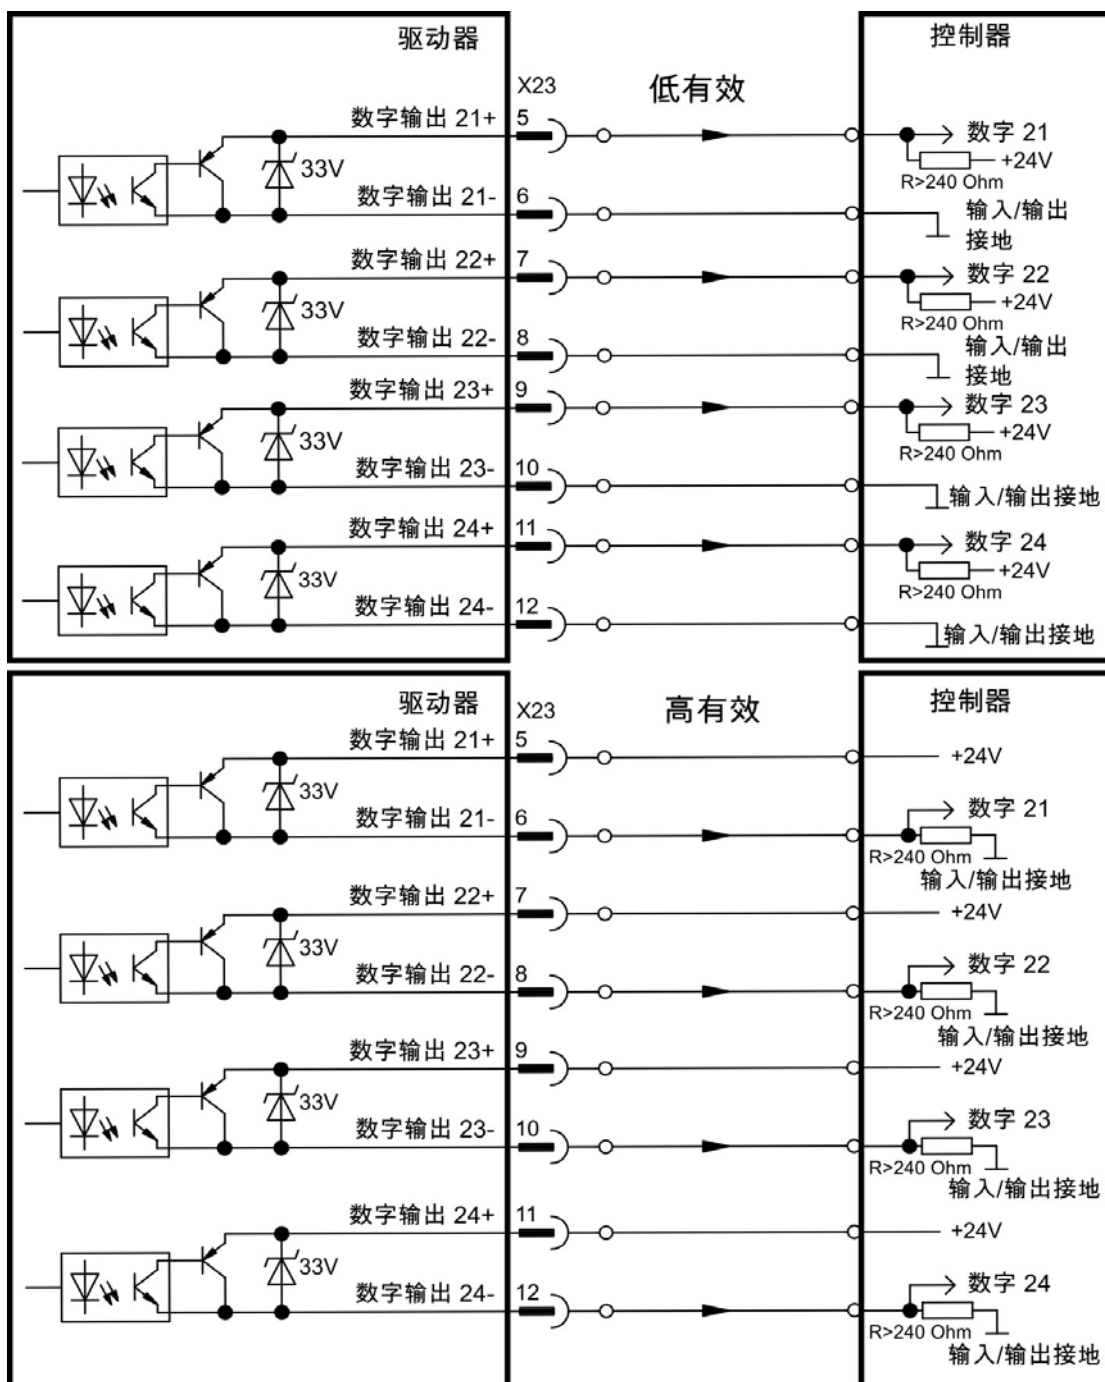 驱动器
控制器
X23
低有效
数字输出 21+
5
数字 21
33V
+24V
R>240 Ohm
数字输出 21-
6
输入/输出
接地
数字输出 22+
7
数字 22
33V
+24V
R>240 Ohm
数字输出 22-
8
输入/输出
接地
数字输出 23+
9
数字 23
33V
+24V
R>240 Ohm
数字输出 23-
10
输入/输出接地
数字输出 24+
11
数字 24
33V
+24V
R>240 Ohm
数字输出 24-
12
输入/输出接地
驱动器
控制器
X23
高有效
数字输出 21+
5
+24V
33V
数字输出 21-
6
数字 21
R>240 Ohm
输入/输出接地
数字输出 22+
7
+24V
33V
数字输出 22-
8
数字 22
R>240 Ohm
输入/输出接地
数字输出 23+
9
+24V
33V
数字输出 23-
10
数字 23
R>240 Ohm
输入/输出接地
数字输出 24+
11
+24V
33V
数字输出 24-
12
数字 24
R>240 Ohm
输入/输出接地